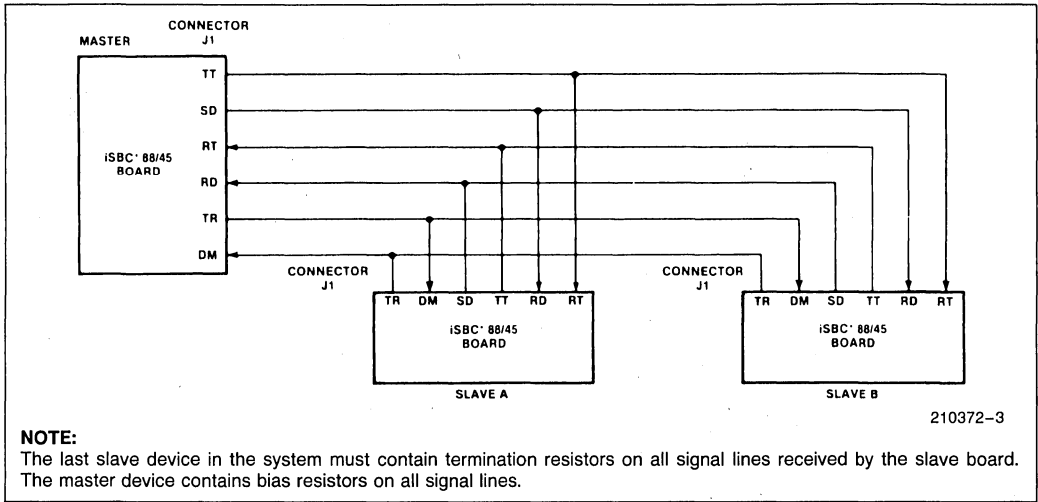 CONNECTOR
J1
MASTER
TT
SD
RT
iSBC® 88/45
BOARD
RD
TR
DM
CONNECTOR
J1
CONNECTOR
J1
TR DM SD TT RD RT
TR DM SD TT RD RT
iSBC® 88/45
BOARD
iSBC® 88/45
BOARD
SLAVE A
SLAVE B
210372–3
NOTE:
The last slave device in the system must contain termination resistors on all signal lines received by the slave board.
The master device contains bias resistors on all signal lines.